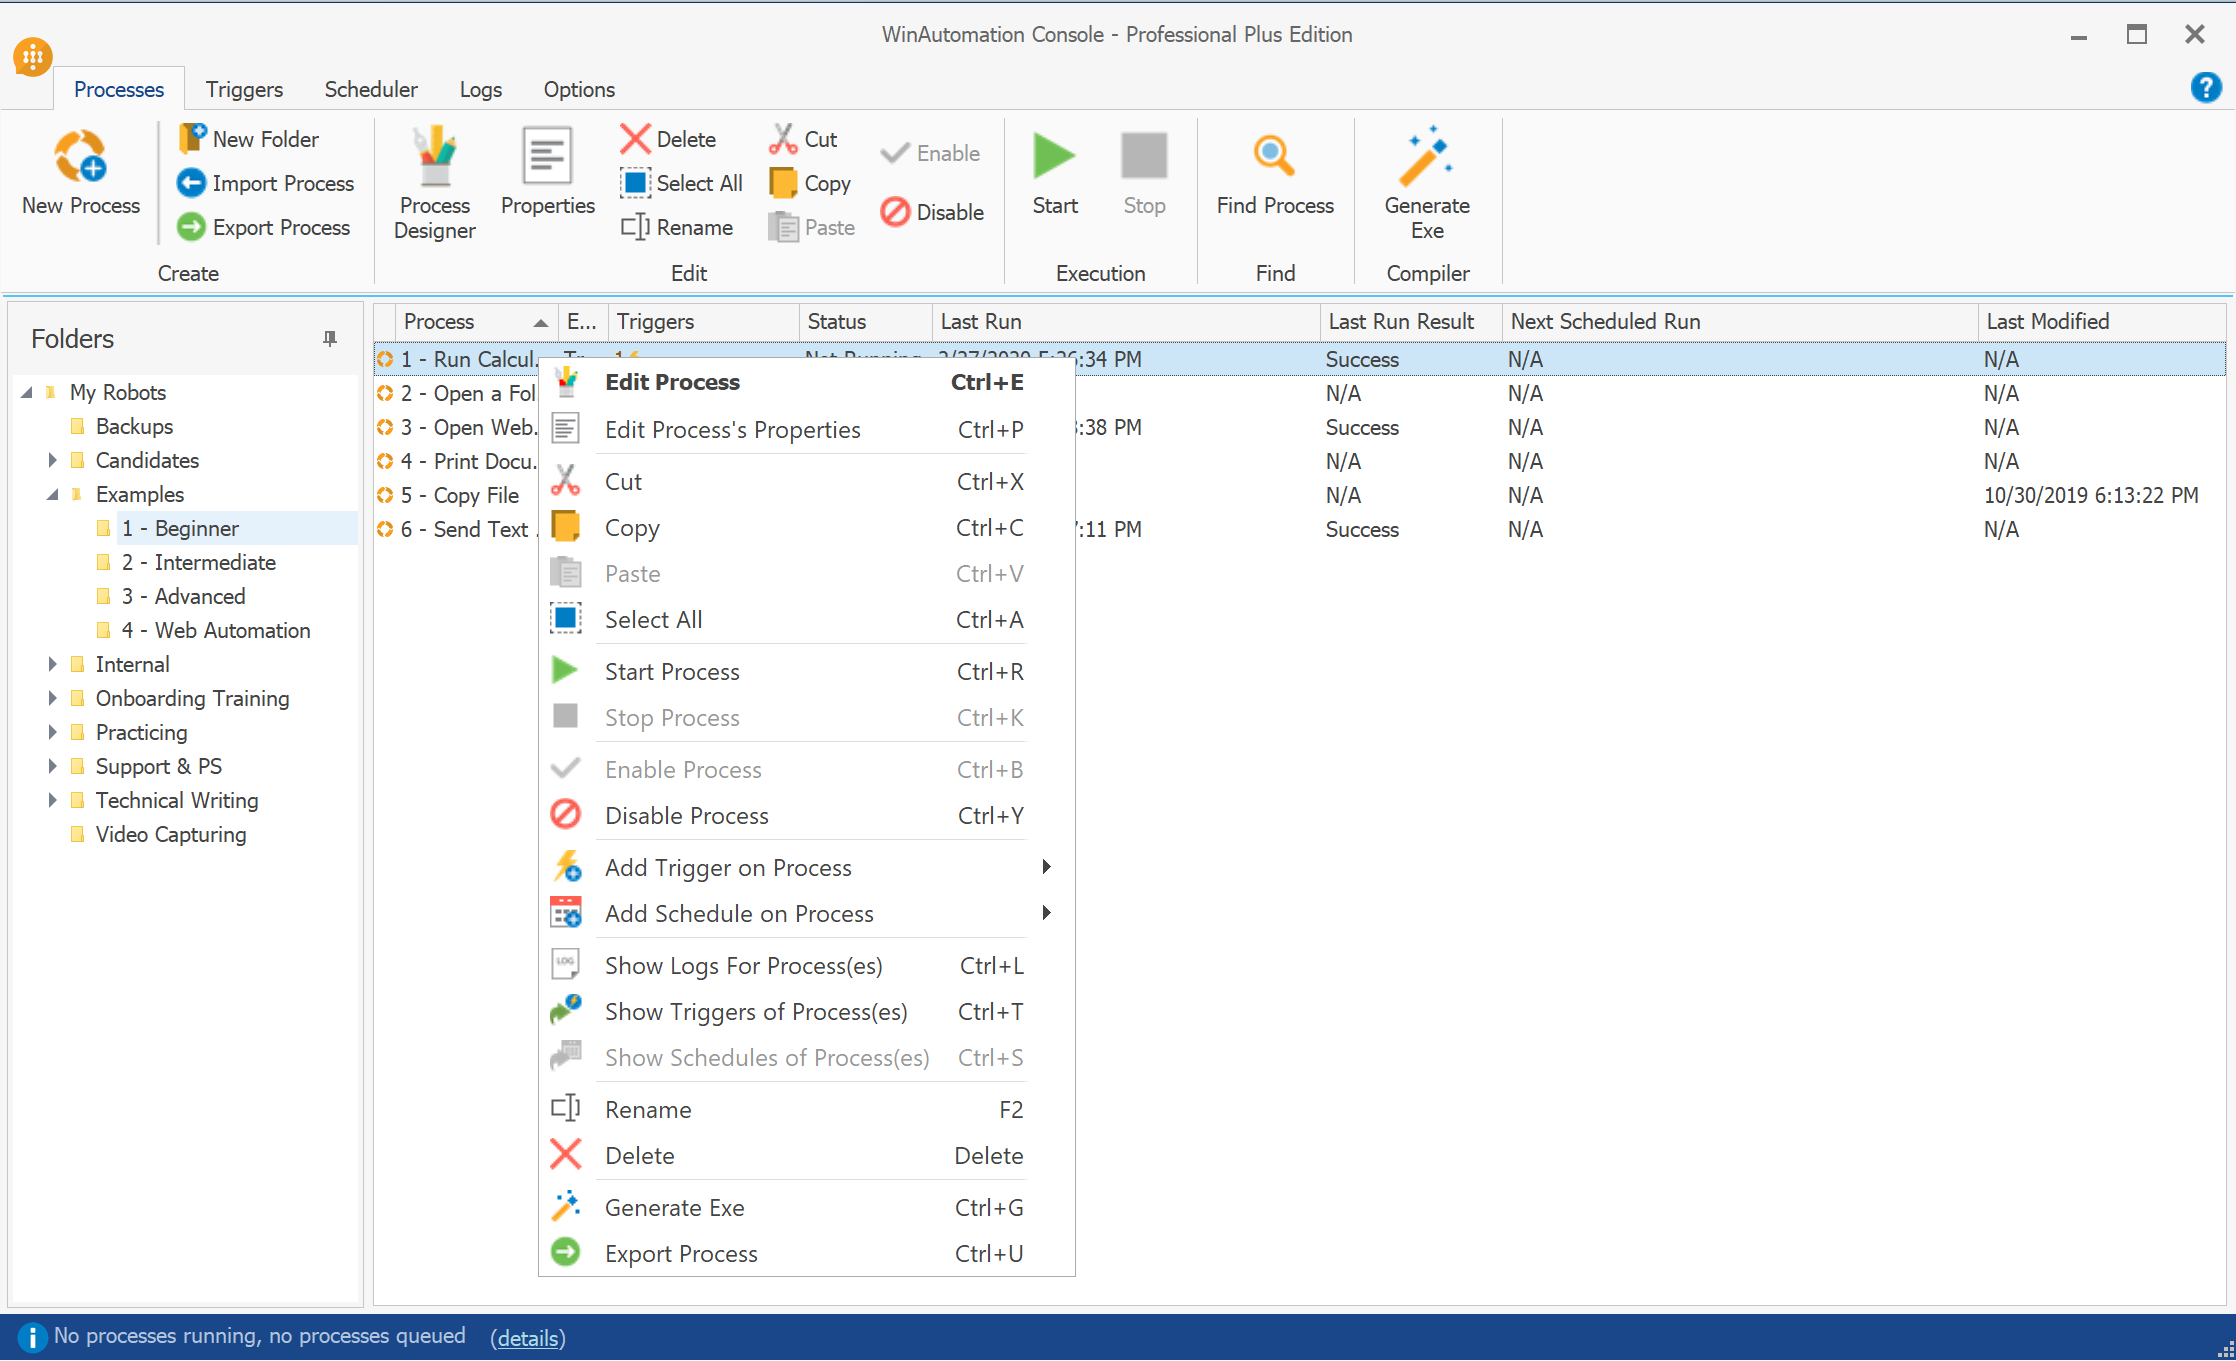 WinAutomation Console - Professional Plus Edition
Processes Triggers Scheduler Logs Options
New Process
New Folder
Import Process
Export Process
Create
Process Designer
Properties
Delete
Select All
Rename
Cut
Copy
Paste
Enable
Disable
Edit
Start
Stop
Execution
Find Process
Find
Generate Exe
Compiler
Folders
My Robots
Backups
Candidates
Examples
1 - Beginner
2 - Intermediate
3 - Advanced
4 - Web Automation
Internal
Onboarding Training
Practicing
Support & PS
Technical Writing
Video Capturing
Process E... Triggers Status Last Run Last Run Result Next Scheduled Run Last Modified
1 - Run Calcul... :34 PM Success N/A N/A
2 - Open a Fol N/A N/A N/A
3 - Open Web. :38 PM Success N/A N/A
4 - Print Docu. N/A N/A N/A
5 - Copy File N/A N/A 10/30/2019 6:13:22 PM
6 - Send Text . :11 PM Success N/A N/A
Edit Process Ctrl+E
Edit Process's Properties Ctrl+P
Cut Ctrl+X
Copy Ctrl+C
Paste Ctrl+V
Select All Ctrl+A
Start Process Ctrl+R
Stop Process Ctrl+K
Enable Process Ctrl+B
Disable Process Ctrl+Y
Add Trigger on Process
Add Schedule on Process
LOG
Show Logs For Process(es) Ctrl+L
Show Triggers of Process(es) Ctrl+T
Show Schedules of Process(es) Ctrl+S
Rename F2
Delete Delete
Generate Exe Ctrl+G
Export Process Ctrl+U
No processes running, no processes queued (details)